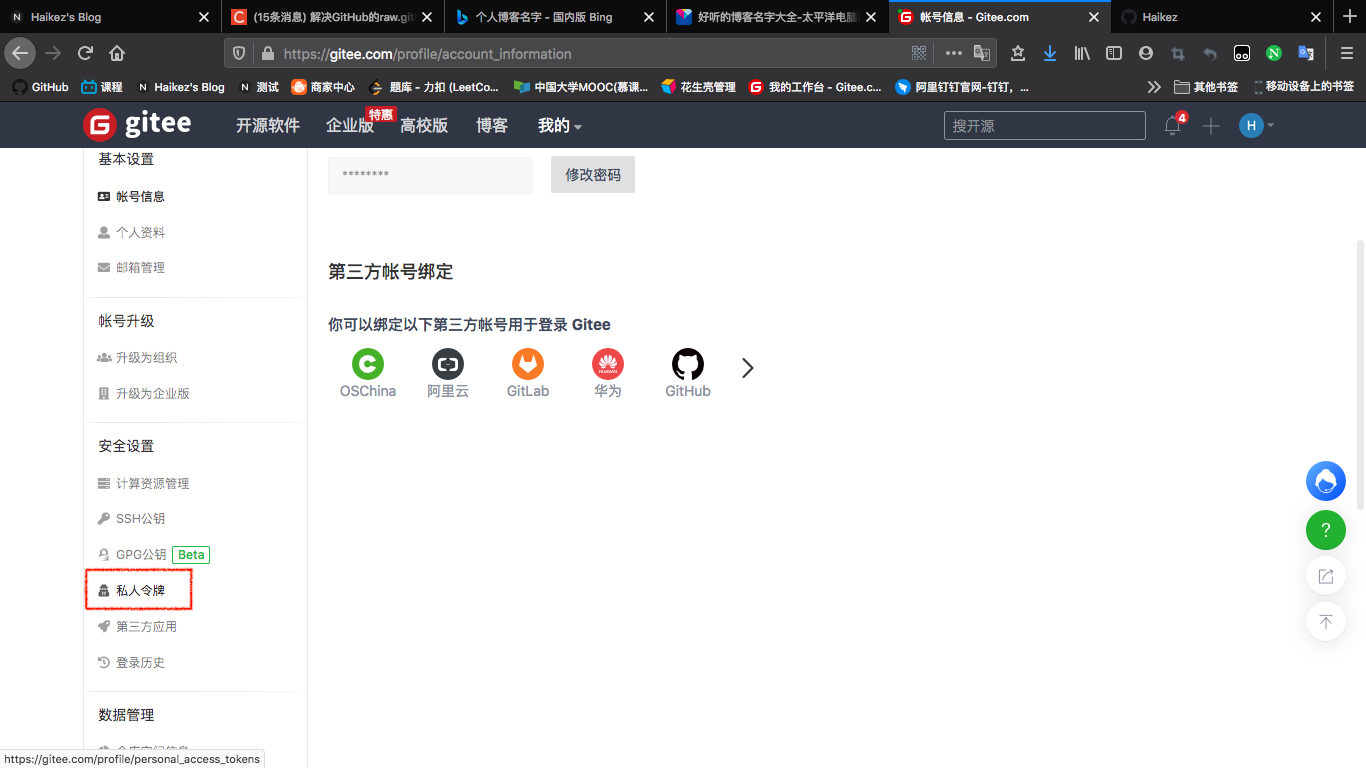 Haikez's Blog
(15条消息) 解决GitHub的raw.git
个人博客名字 - 国内版 Bing
好听的博客名字大全-太平洋电脑
帐号信息 - Gitee.com
Haikez
https://gitee.com/profile/account_information
GitHub
课程
Haikez's Blog
测试
商家中心
题库 - 力扣 (LeetCo...
中国大学MOOC(慕课...
花生壳管理
我的工作台 - Gitee.c...
阿里钉钉官网-钉钉，...
其他书签
移动设备上的书签
gitee
开源软件
企业版
特惠
高校版
博客
我的
搜开源
4
H
基本设置
帐号信息
个人资料
邮箱管理
帐号升级
升级为组织
升级为企业版
安全设置
计算资源管理
SSH公钥
GPG公钥 Beta
私人令牌
第三方应用
登录历史
数据管理
********
修改密码
第三方帐号绑定
你可以绑定以下第三方帐号用于登录 Gitee
OSChina
阿里云
GitLab
HUAWEI
华为
GitHub
?
https://gitee.com/profile/personal_access_tokens